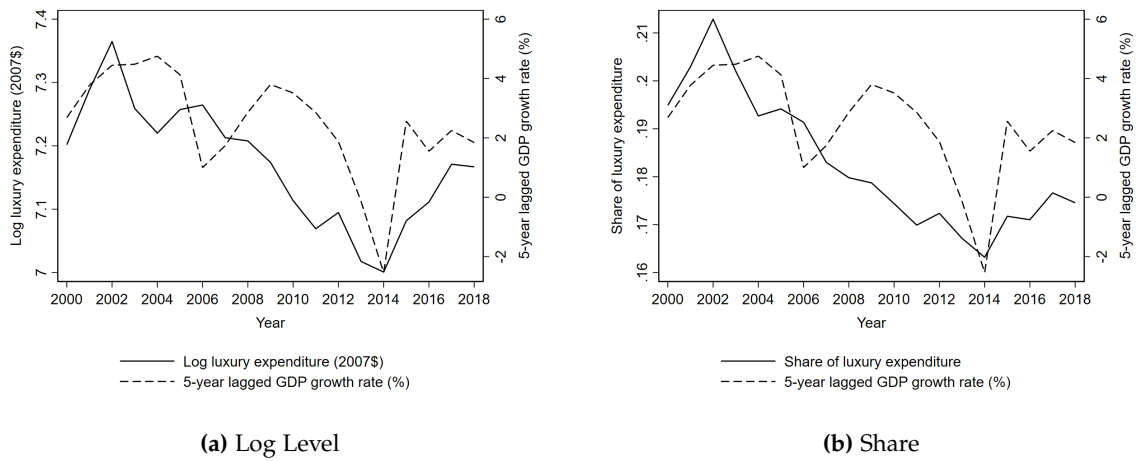 7.4
7.3
7.2
7.1
7
Log luxury expenditure (2007$)
6
4
2
0
-2
5-year lagged GDP growth rate (%)
2000 2002 2004 2006 2008 2010 2012 2014 2016 2018
Year
Log luxury expenditure (2007$)
5-year lagged GDP growth rate (%)
(a) Log Level
.21
.2
.19
.18
.17
.16
Share of luxury expenditure
6
4
2
0
-2
5-year lagged GDP growth rate (%)
2000 2002 2004 2006 2008 2010 2012 2014 2016 2018
Year
Share of luxury expenditure
5-year lagged GDP growth rate (%)
(b) Share